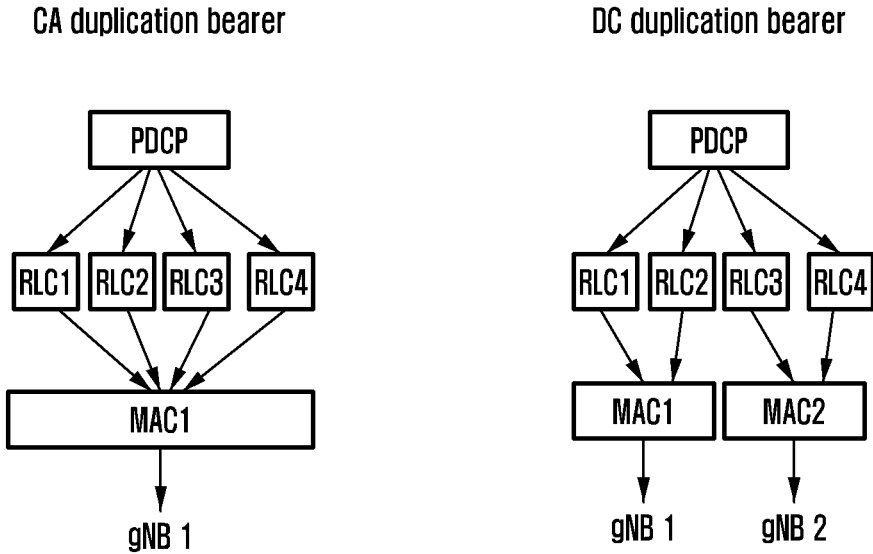 CA duplication bearer
PDCP
RLC1 RLC2 RLC3 RLC4
MAC1
gNB 1
DC duplication bearer
PDCP
RLC1 RLC2 RLC3 RLC4
MAC1 MAC2
gNB 1 gNB 2